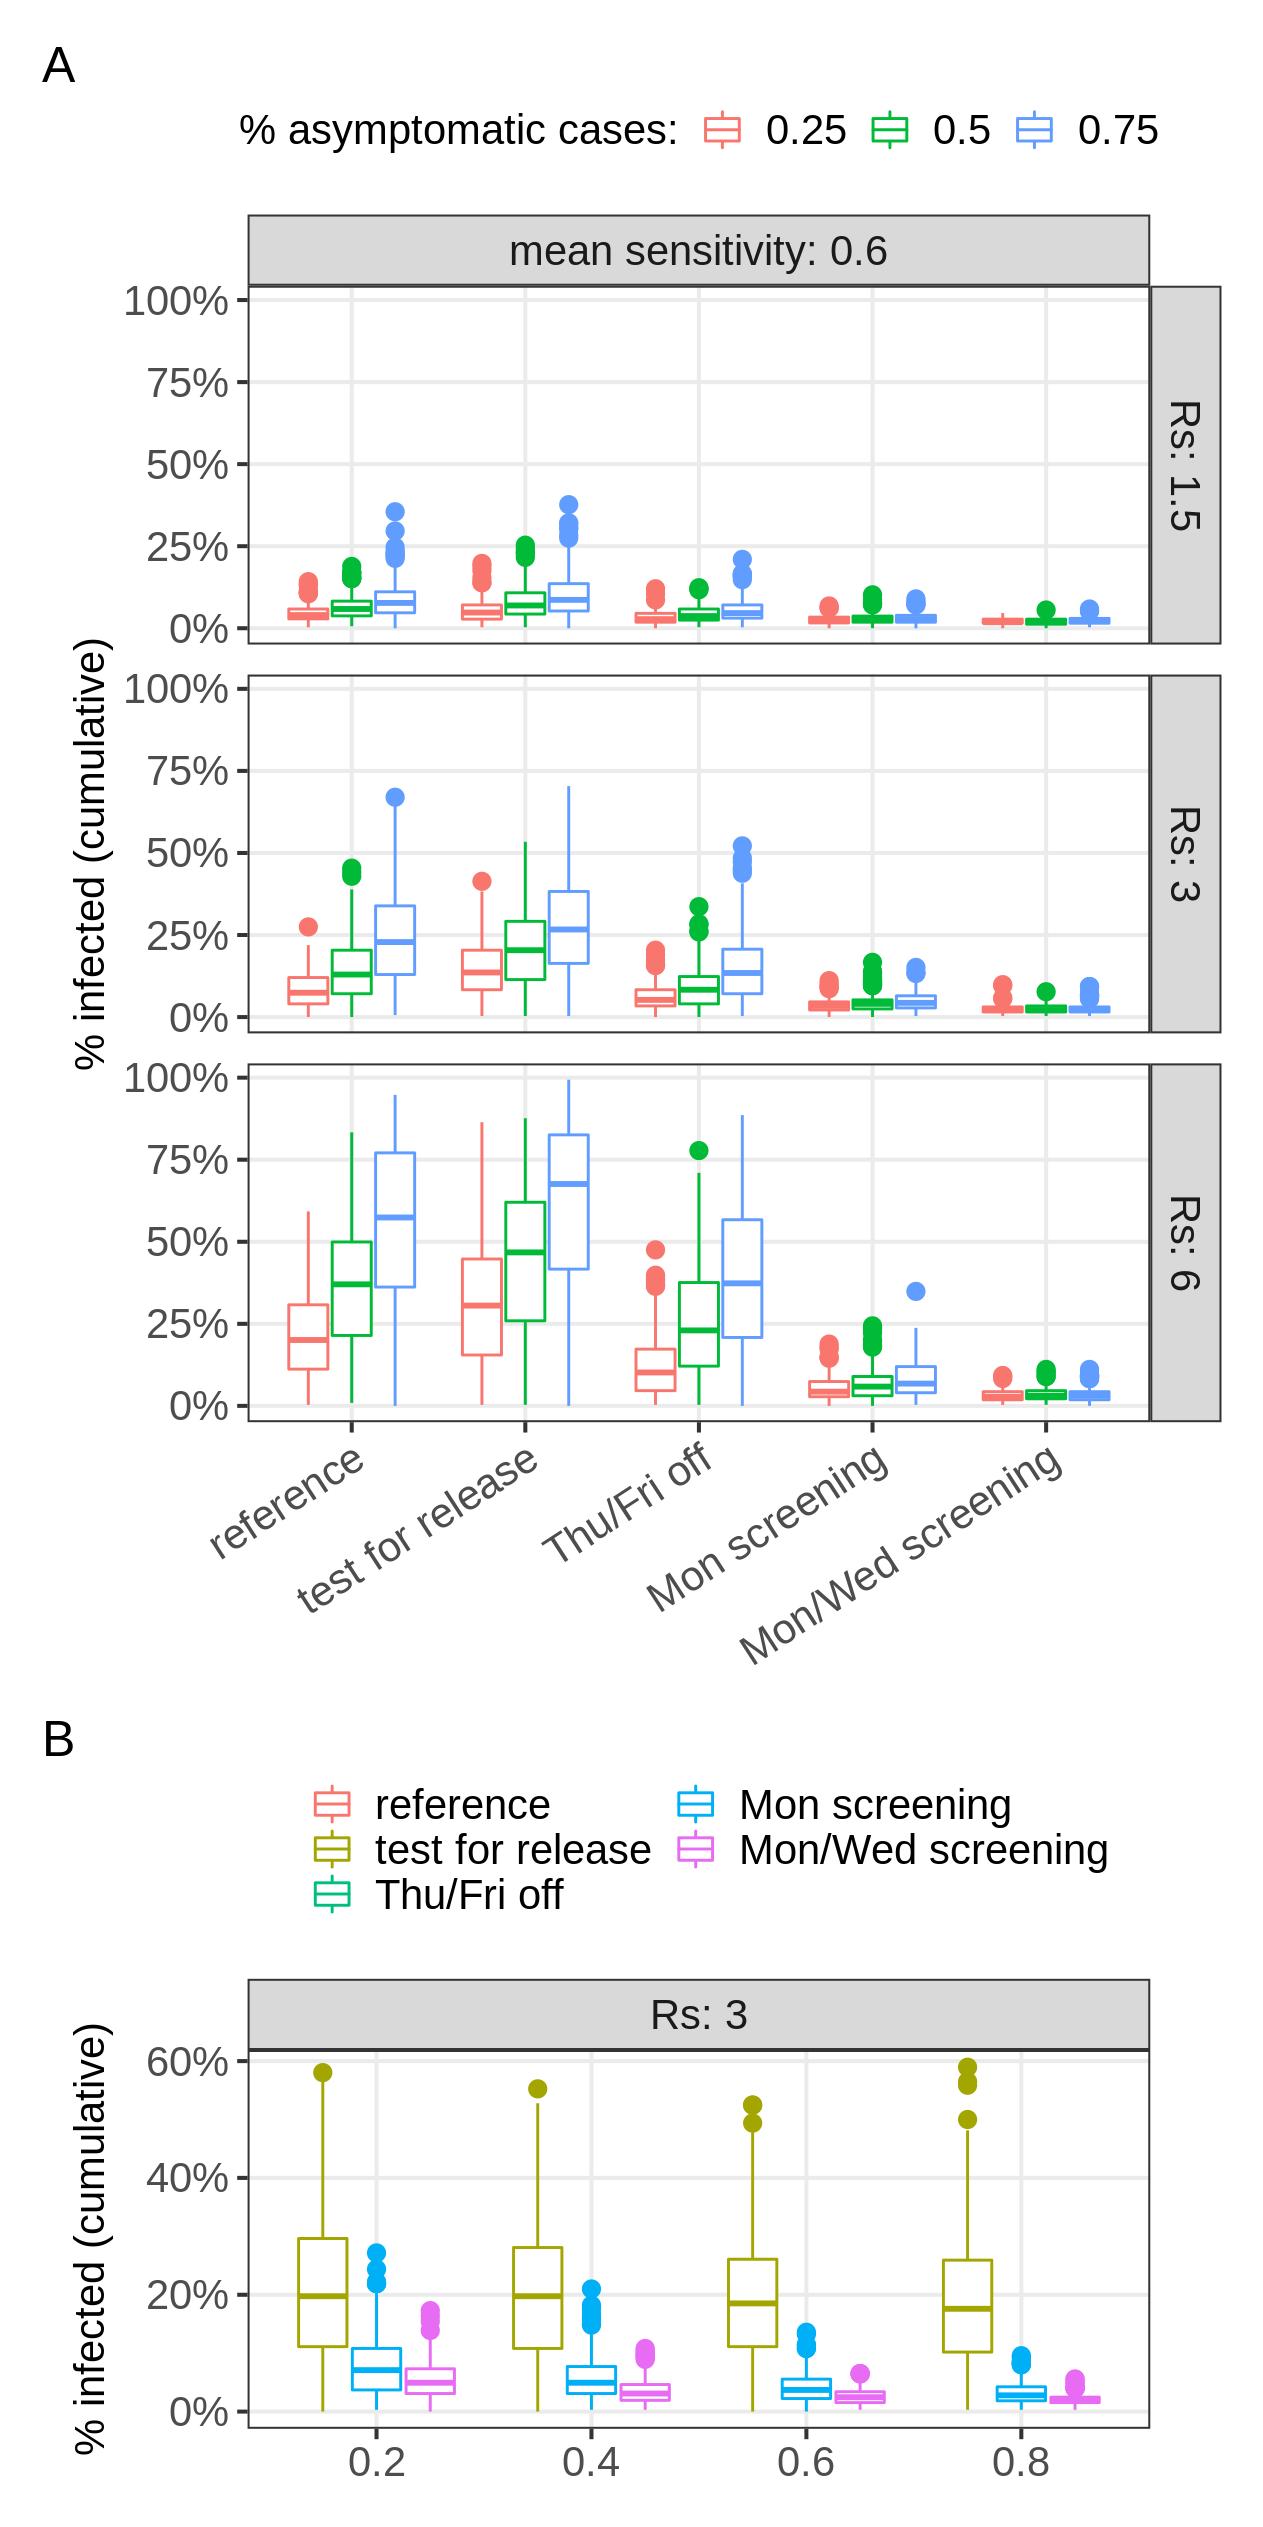 A
% asymptomatic cases: 0.25 0.5 0.75
mean sensitivity: 0.6
100%
75%
50%
25%
0%
Rs: 1.5
% infected (cumulative)
100%
75%
50%
25%
0%
Rs: 3
100%
75%
50%
25%
0%
Rs: 6
reference
test for release
Thu/Fri off
Mon screening
Mon/Wed screening
B
reference
test for release
Thu/Fri off
Mon screening
Mon/Wed screening
Rs: 3
% infected (cumulative)
60%
40%
20%
0%
0.2 0.4 0.6 0.8